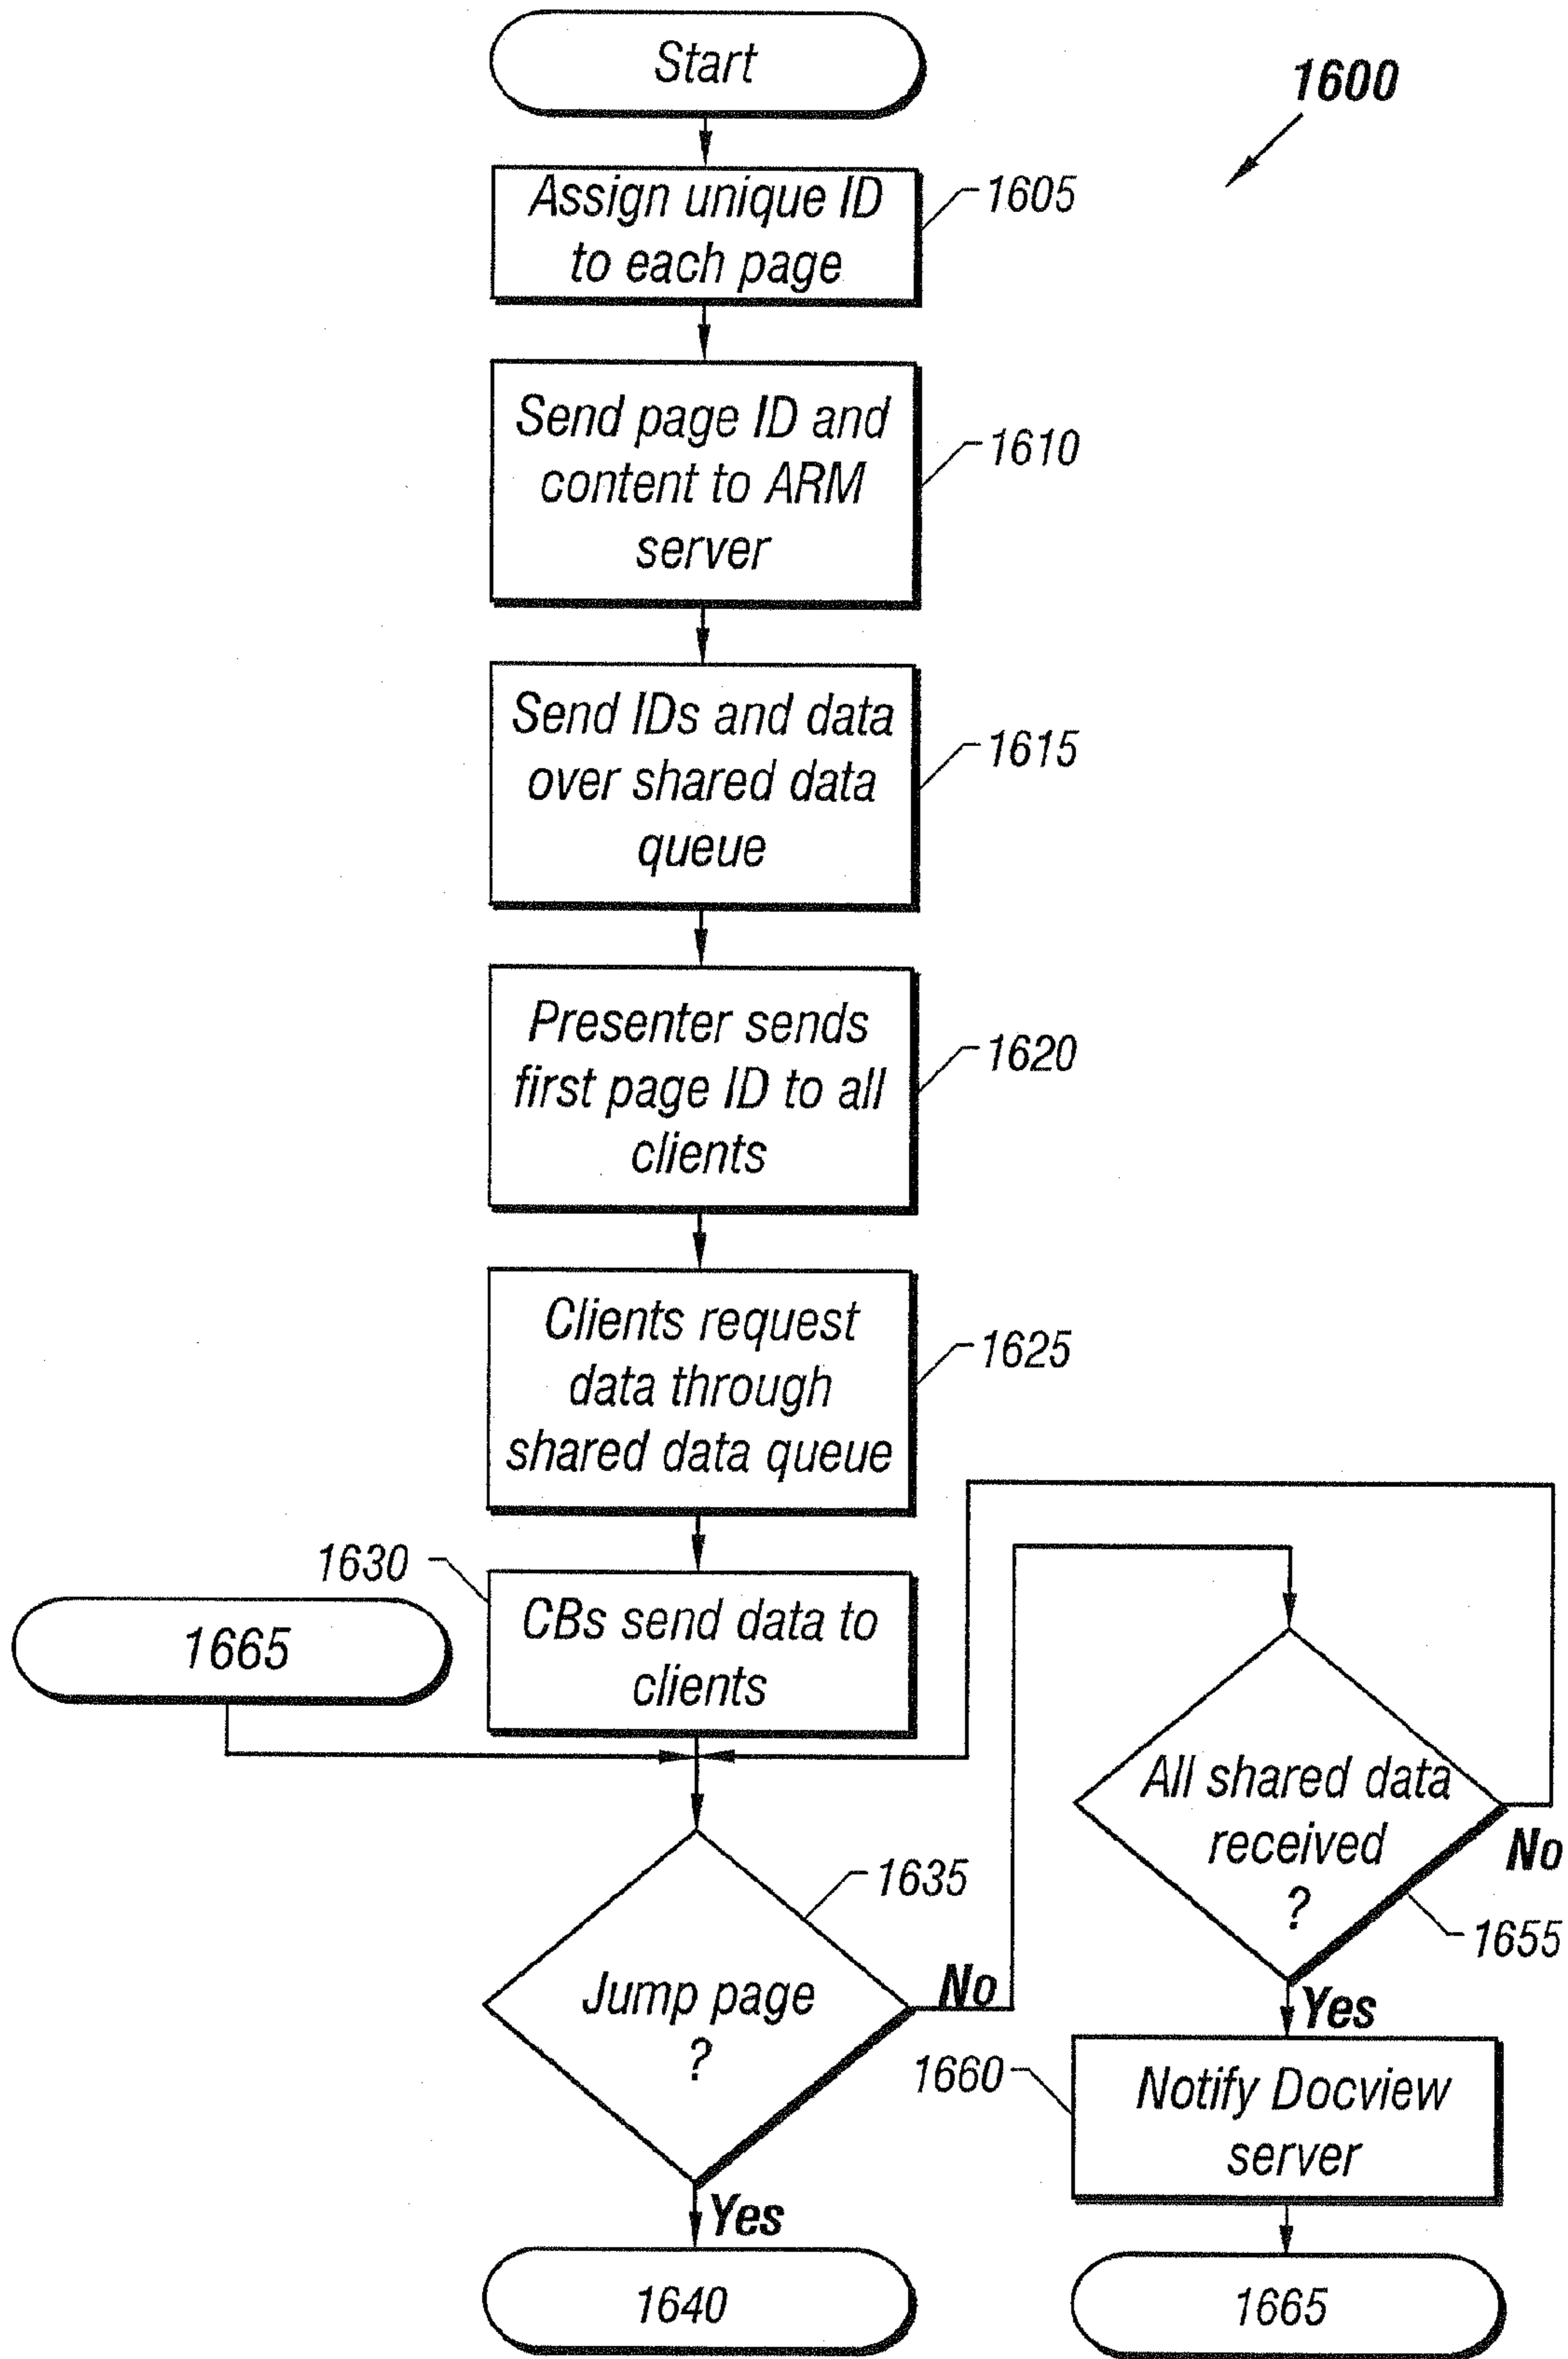 Start
1600
Assign unique ID
to each page
1605
Send page ID and
content to ARM
server
1610
Send IDs and data
over shared data
queue
1615
Presenter sends
first page ID to all
clients
1620
Clients request
data through
shared data queue
1625
1630
CBs send data to
clients
1665
All shared data
received
?
No
1655
1635
Jump page
?
No
Yes
1660
Notify Docview
server
Yes
1640
1665